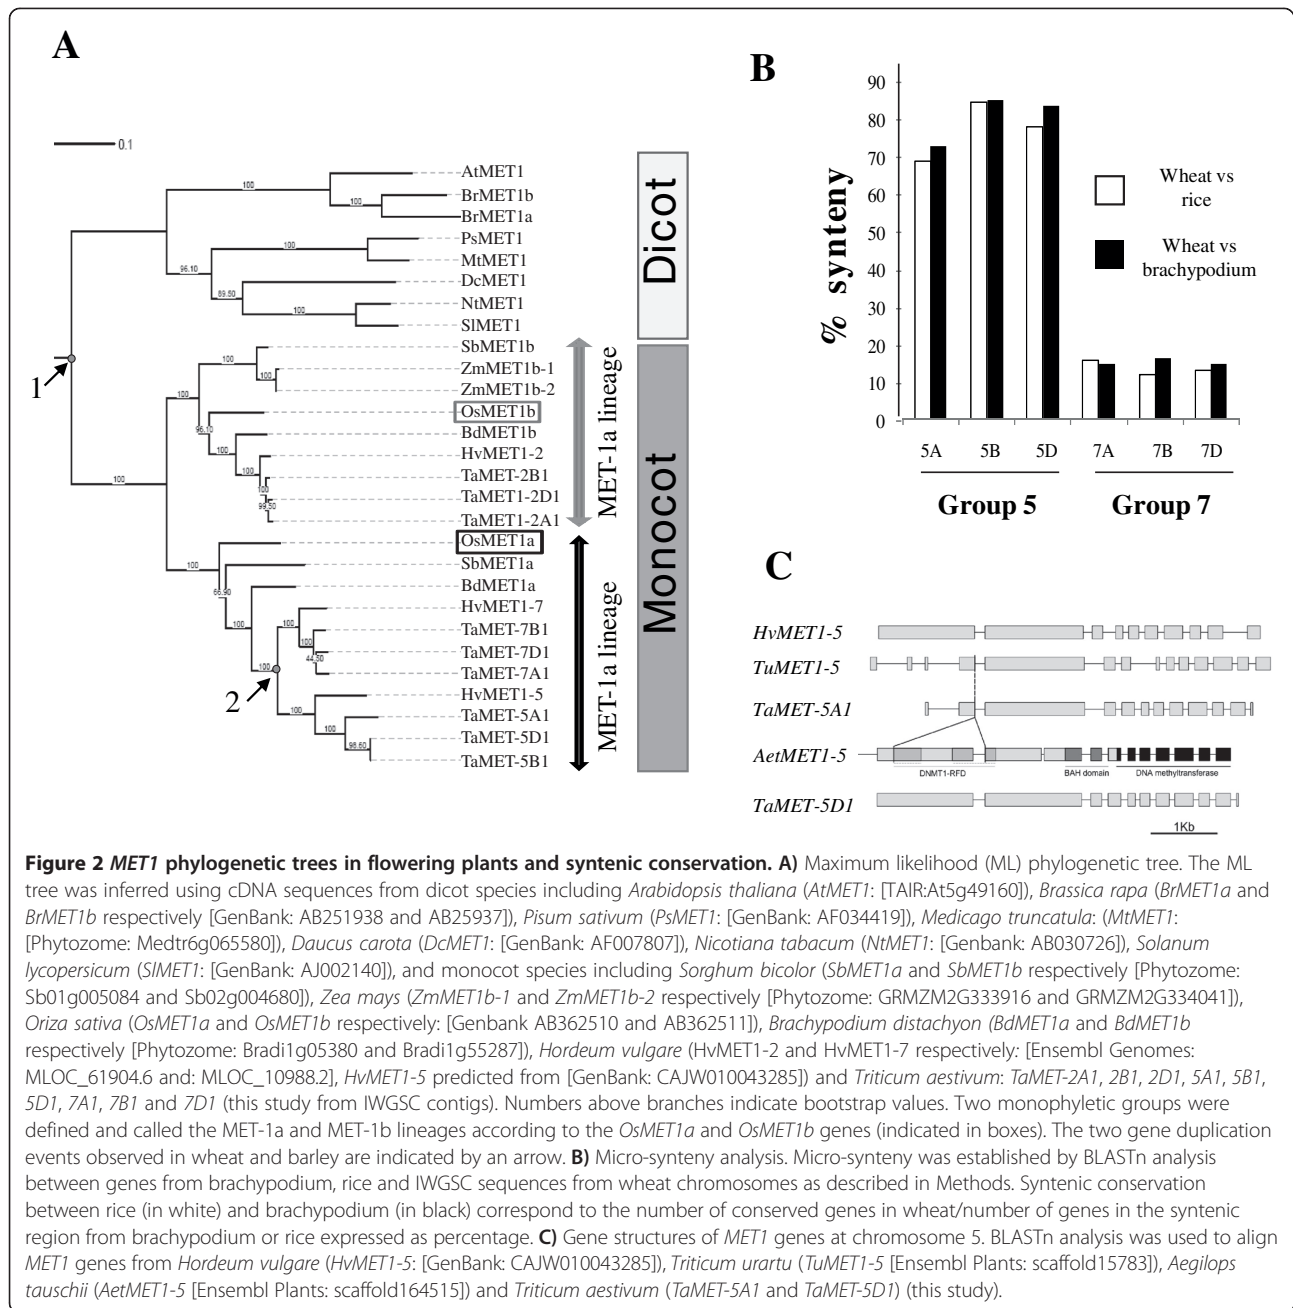 A
0.1
AtMET1
BrMET1b
BrMET1a
PsMET1
MtMET1
DcMET1
NtMET1
SlMET1
SbMET1b
ZmMET1b-1
ZmMET1b-2
OsMET1b
BdMET1b
HvMET1-2
TaMET-2B1
TaMET1-2D1
TaMET1-2A1
OsMET1a
SbMET1a
BdMET1a
HvMET1-7
TaMET-7B1
TaMET-7D1
TaMET-7A1
HvMET1-5
TaMET-5A1
TaMET-5D1
TaMET-5B1
100
100
100
96.10
89.50
100
100
100
100
96.10
100
100
100
99.50
100
100
66.90
100
100
100
100
44.50
100
100
96.60
1
2
MET-1a lineage
MET-1a lineage
Dicot
Monocot
B
% synteny
90
80
70
60
50
40
30
20
10
0
5A 5B 5D 7A 7B 7D
Group 5 Group 7
Wheat vs
rice
Wheat vs
brachypodium
C
HvMET1-5
TuMET1-5
TaMET-5A1
AetMET1-5
DNMT1-RFD BAH domain DNA methyltransferase
TaMET-5D1
1Kb
Figure 2 MET1 phylogenetic trees in flowering plants and syntenic conservation. A) Maximum likelihood (ML) phylogenetic tree. The ML
tree was inferred using cDNA sequences from dicot species including Arabidopsis thaliana (AtMET1: [TAIR:At5g49160]), Brassica rapa (BrMET1a and
BrMET1b respectively [GenBank: AB251938 and AB25937]), Pisum sativum (PsMET1: [GenBank: AF034419]), Medicago truncatula: (MtMET1:
[Phytozome: Medtr6g065580]), Daucus carota (DcMET1: [GenBank: AF007807]), Nicotiana tabacum (NtMET1: [Genbank: AB030726]), Solanum
lycopersicum (SlMET1: [GenBank: AJ002140]), and monocot species including Sorghum bicolor (SbMET1a and SbMET1b respectively [Phytozome:
Sb01g005084 and Sb02g004680]), Zea mays (ZmMET1b-1 and ZmMET1b-2 respectively [Phytozome: GRMZM2G333916 and GRMZM2G334041]),
Oriza sativa (OsMET1a and OsMET1b respectively: [Genbank AB362510 and AB362511]), Brachypodium distachyon (BdMET1a and BdMET1b
respectively [Phytozome: Bradi1g05380 and Bradi1g55287]), Hordeum vulgare (HvMET1-2 and HvMET1-7 respectively: [Ensembl Genomes:
MLOC_61904.6 and: MLOC_10988.2], HvMET1-5 predicted from [GenBank: CAJW010043285]) and Triticum aestivum: TaMET-2A1, 2B1, 2D1, 5A1, 5B1,
5D1, 7A1, 7B1 and 7D1 (this study from IWGSC contigs). Numbers above branches indicate bootstrap values. Two monophyletic groups were
defined and called the MET-1a and MET-1b lineages according to the OsMET1a and OsMET1b genes (indicated in boxes). The two gene duplication
events observed in wheat and barley are indicated by an arrow. B) Micro-synteny analysis. Micro-synteny was established by BLASTn analysis
between genes from brachypodium, rice and IWGSC sequences from wheat chromosomes as described in Methods. Syntenic conservation
between rice (in white) and brachypodium (in black) correspond to the number of conserved genes in wheat/number of genes in the syntenic
region from brachypodium or rice expressed as percentage. C) Gene structures of MET1 genes at chromosome 5. BLASTn analysis was used to align
MET1 genes from Hordeum vulgare (HvMET1-5: [GenBank: CAJW010043285]), Triticum urartu (TuMET1-5 [Ensembl Plants: scaffold15783]), Aegilops
tauschii (AetMET1-5 [Ensembl Plants: scaffold164515]) and Triticum aestivum (TaMET-5A1 and TaMET-5D1) (this study).